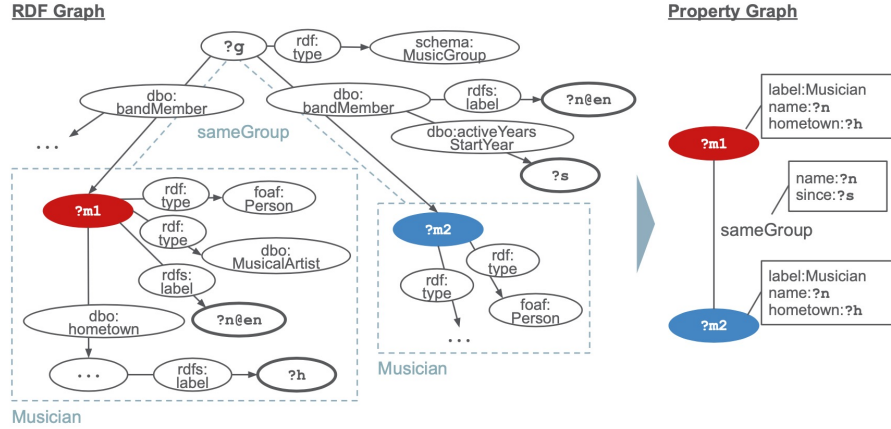 RDF Graph
?g
rdf:
type
schema:
MusicGroup
dbo:
bandMember
...
sameGroup
dbo:
bandMember
rdfs:
label
?n@en
dbo:activeYears
StartYear
?s
?m1
rdf:
type
foaf:
Person
rdf:
type
dbo:
MusicalArtist
rdfs:
label
?n@en
dbo:
hometown
...
rdfs:
label
?h
Musician
?m2
rdf:
type
rdf:
type
foaf:
Person
...
Musician
Property Graph
label:Musician
name:?n
hometown:?h
?m1
name:?n
since:?s
sameGroup
label:Musician
name:?n
hometown:?h
?m2